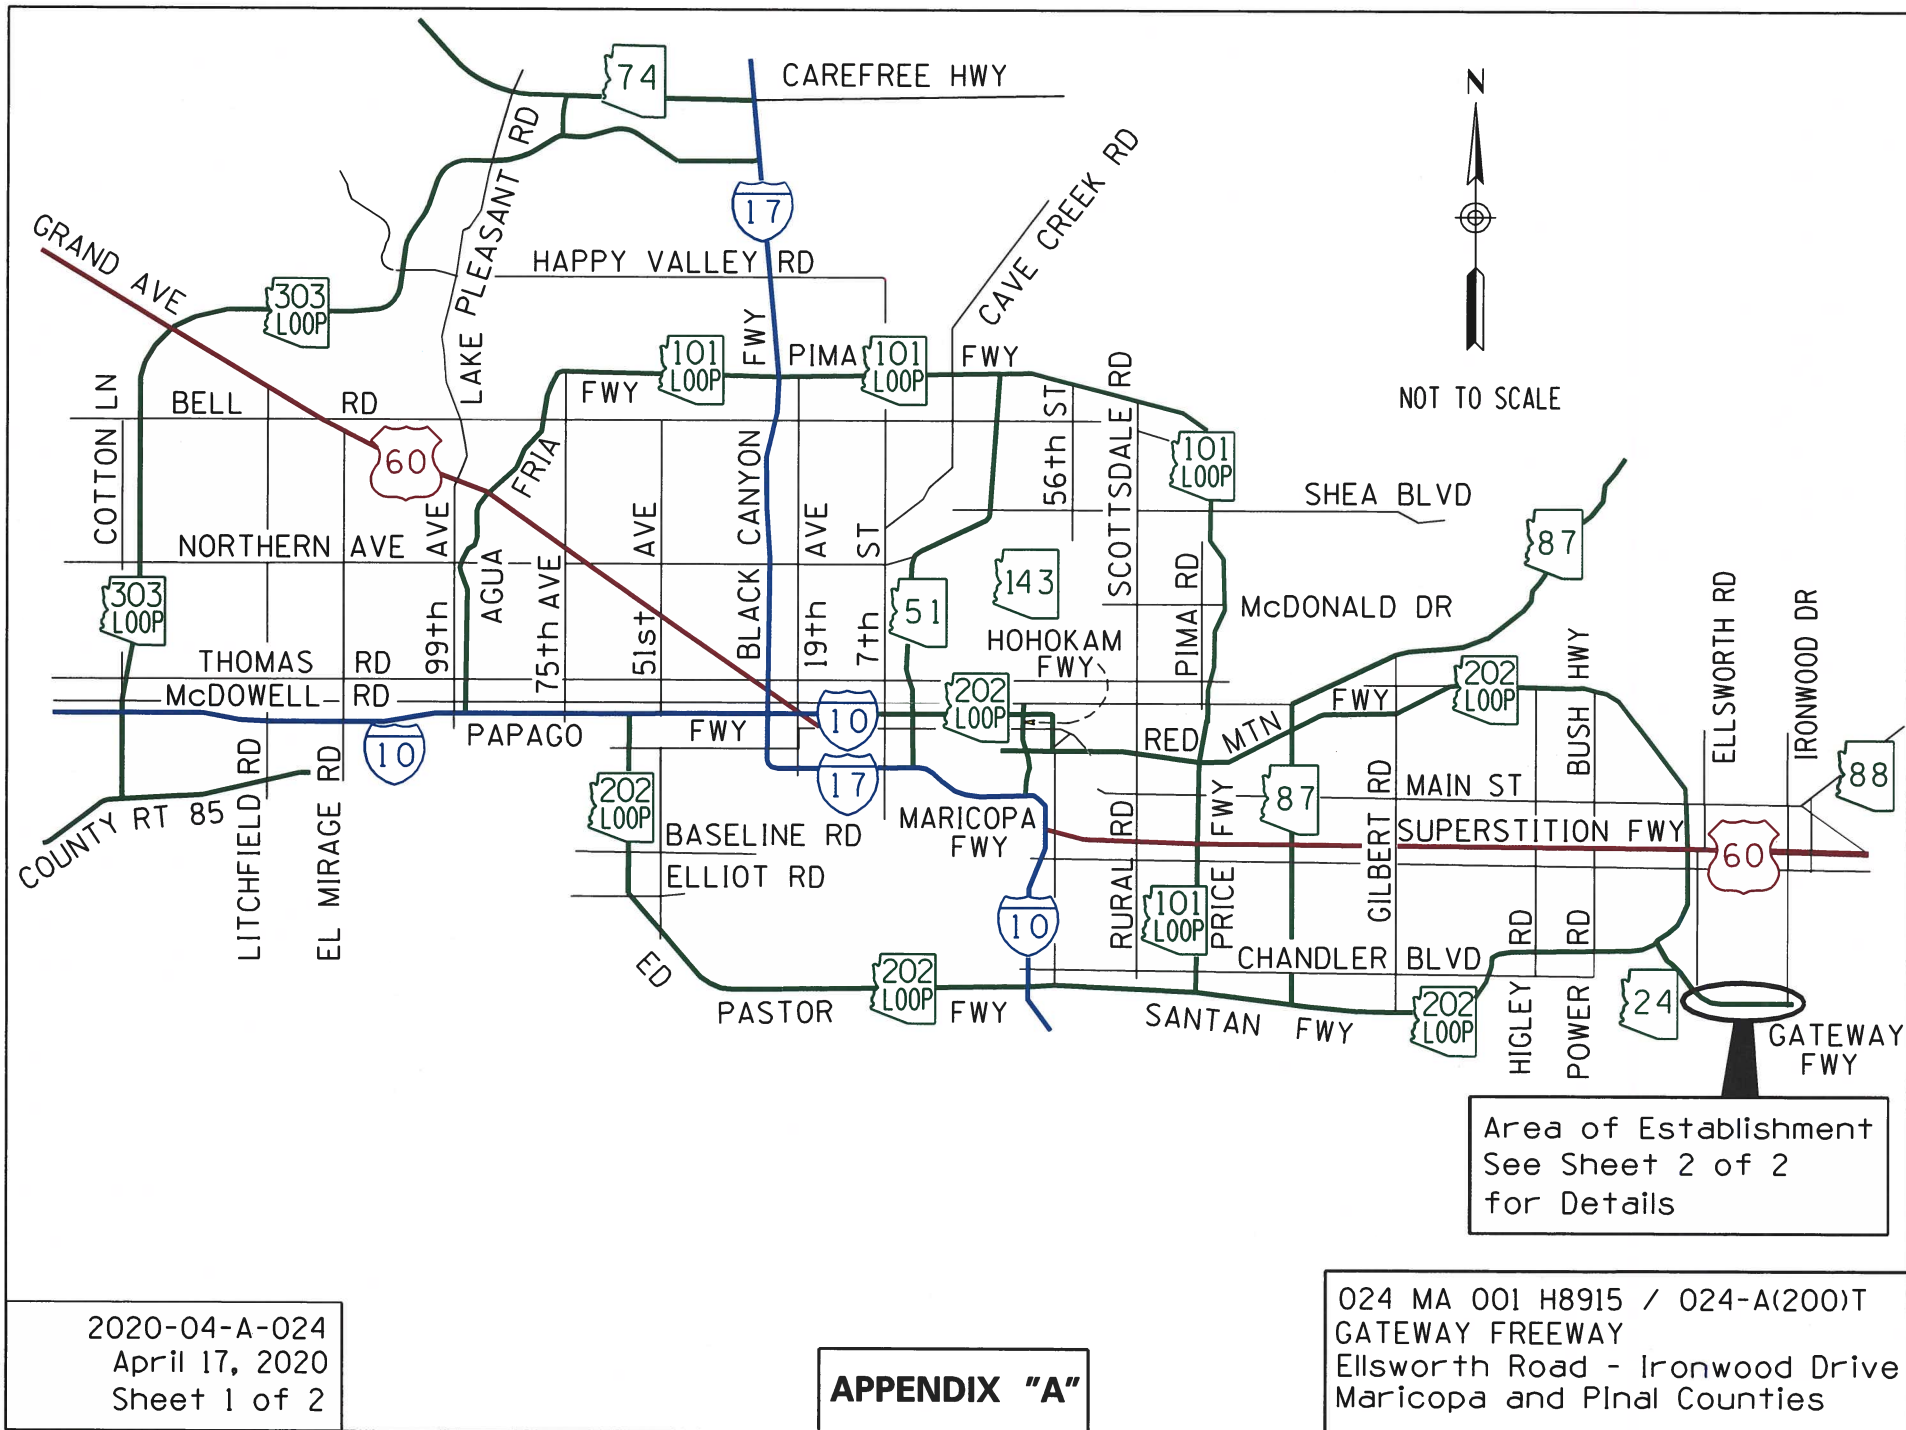 74
CAREFREE HWY
N
LAKE PLEASANT RD
17
CAVE CREEK RD
GRAND AVE
HAPPY VALLEY RD
303
LOOP
101
LOOP
FWY
PIMA
101
LOOP
FWY
FWY
NOT TO SCALE
COTTON LN
BELL RD
60
AGUA FRIA
BLACK CANYON
56th ST
SCOTTSDALE RD
101
LOOP
SHEA BLVD
87
NORTHERN AVE
99th AVE
75th AVE
51st AVE
19th AVE
7th ST
303
LOOP
51
143
HOHOKAM
FWY
PIMA RD
McDONALD DR
ELLSWORTH RD
IRONWOOD DR
THOMAS RD
McDOWELL RD
202
LOOP
202
LOOP
BUSH HWY
10
PAPAGO
FWY
10
17
RED MTN FWY
88
LITCHFIELD RD
EL MIRAGE RD
COUNTY RT 85
202
LOOP
87
MAIN ST
BASELINE RD
MARICOPA
FWY
SUPERSTITION FWY
60
ELLIOT RD
RURAL RD
PRICE FWY
GILBERT RD
10
101
LOOP
CHANDLER BLVD
HIGLEY RD
POWER RD
ED
PASTOR
202
LOOP
FWY
SANTAN
FWY
202
LOOP
24
GATEWAY
FWY
Area of Establishment
See Sheet 2 of 2
for Details
2020-04-A-024
April 17, 2020
Sheet 1 of 2
APPENDIX "A"
024 MA 001 H8915 / 024-A(200)T
GATEWAY FREEWAY
Ellsworth Road - Ironwood Drive
Maricopa and PInal Counties